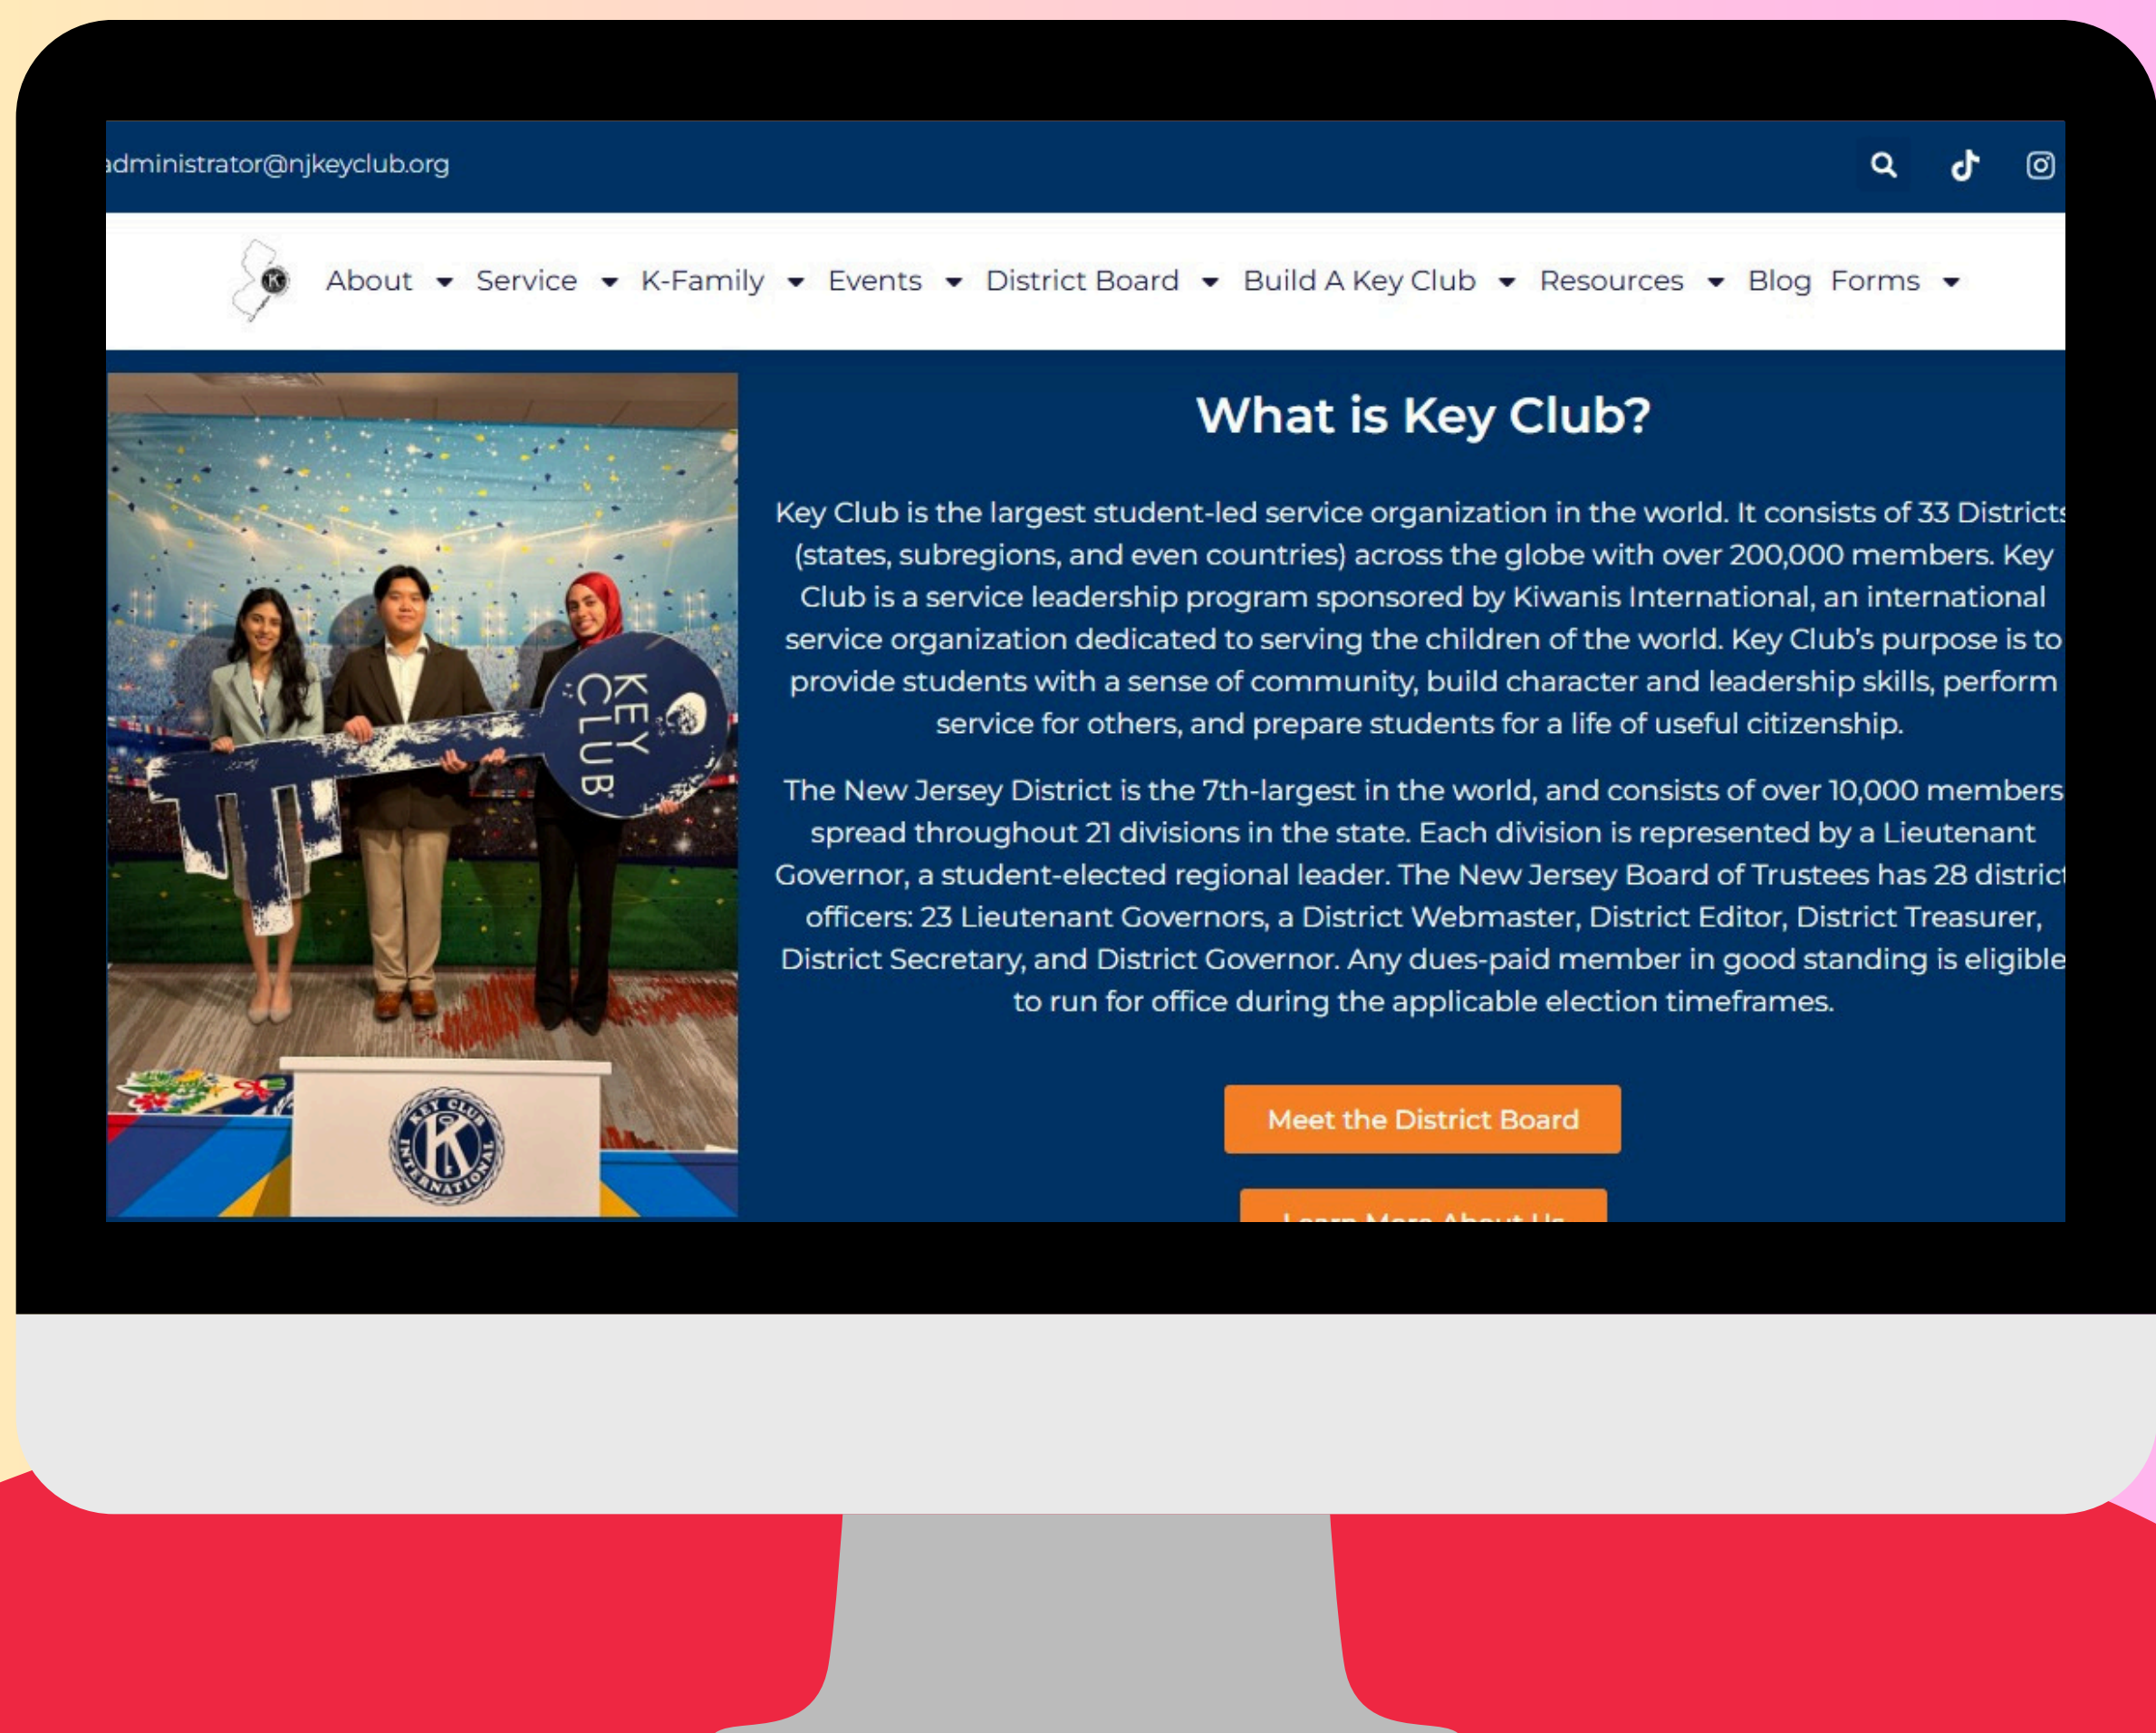 administrator@njkeyclub.org
K
About Service K-Family Events District Board Build A Key Club Resources Blog Forms
KEY
CLUB
KEY CLUB
K
INTERNATIONAL
What is Key Club?
Key Club is the largest student-led service organization in the world. It consists of 33 Districts
(states, subregions, and even countries) across the globe with over 200,000 members. Key
Club is a service leadership program sponsored by Kiwanis International, an international
service organization dedicated to serving the children of the world. Key Club’s purpose is to
provide students with a sense of community, build character and leadership skills, perform
service for others, and prepare students for a life of useful citizenship.
The New Jersey District is the 7th-largest in the world, and consists of over 10,000 members
spread throughout 21 divisions in the state. Each division is represented by a Lieutenant
Governor, a student-elected regional leader. The New Jersey Board of Trustees has 28 district
officers: 23 Lieutenant Governors, a District Webmaster, District Editor, District Treasurer,
District Secretary, and District Governor. Any dues-paid member in good standing is eligible
to run for office during the applicable election timeframes.
Meet the District Board
Learn More About Us